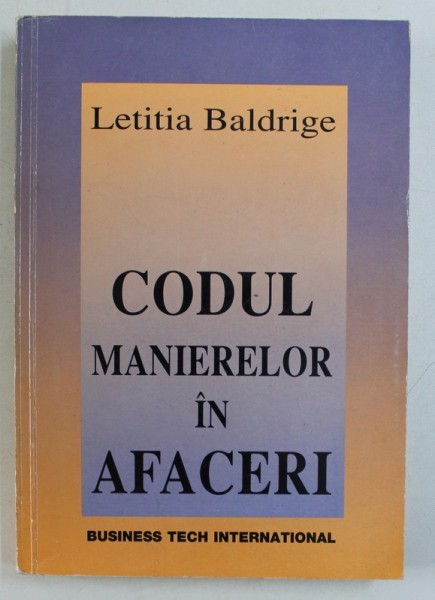 Letitia Baldrige
CODUL
MANIERELOR
ÎN
AFACERI
BUSINESS TECH INTERNATIONAL